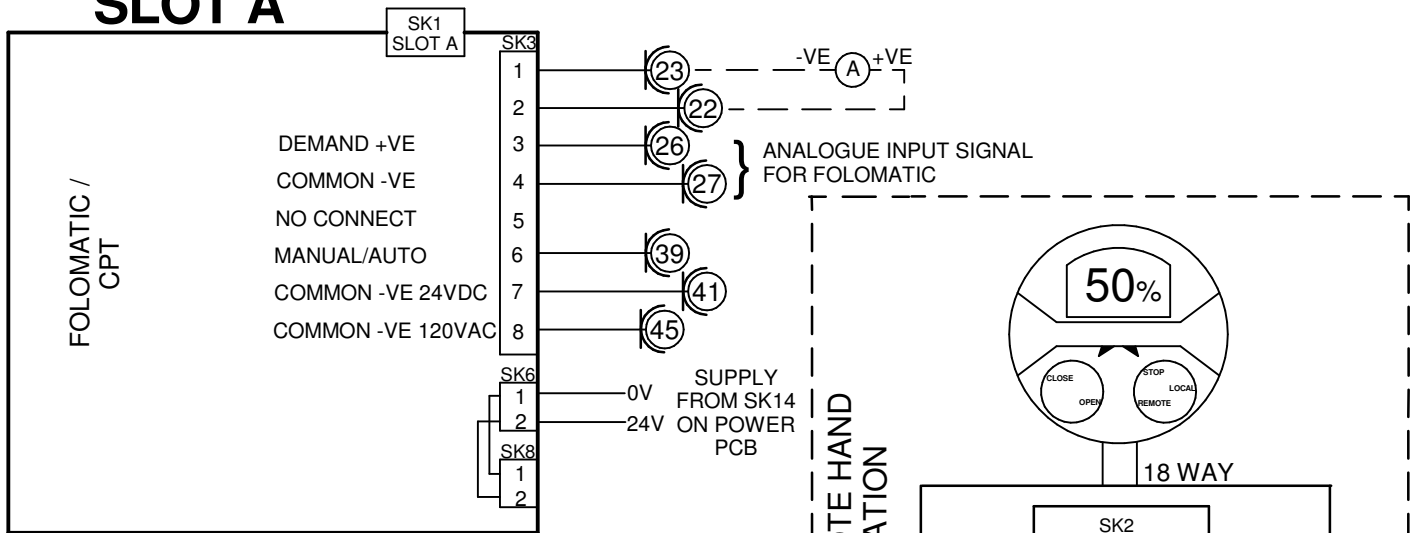 SLOT A
SK1
SLOT A
SK3
1
23
-VE
A
+VE
2
22
DEMAND +VE
3
26
COMMON -VE
4
27
} ANALOGUE INPUT SIGNAL
FOR FOLOMATIC
NO CONNECT
5
MANUAL/AUTO
6
39
COMMON -VE 24VDC
7
41
COMMON -VE 120VAC
8
45
FOLOMATIC /
CPT
SK6
1
0V
2
24V
SUPPLY
FROM SK14
ON POWER
PCB
SK8
1
2
50%
CLOSE
OPEN
STOP
LOCAL
REMOTE
18 WAY
SK2
TE HAND
ATION